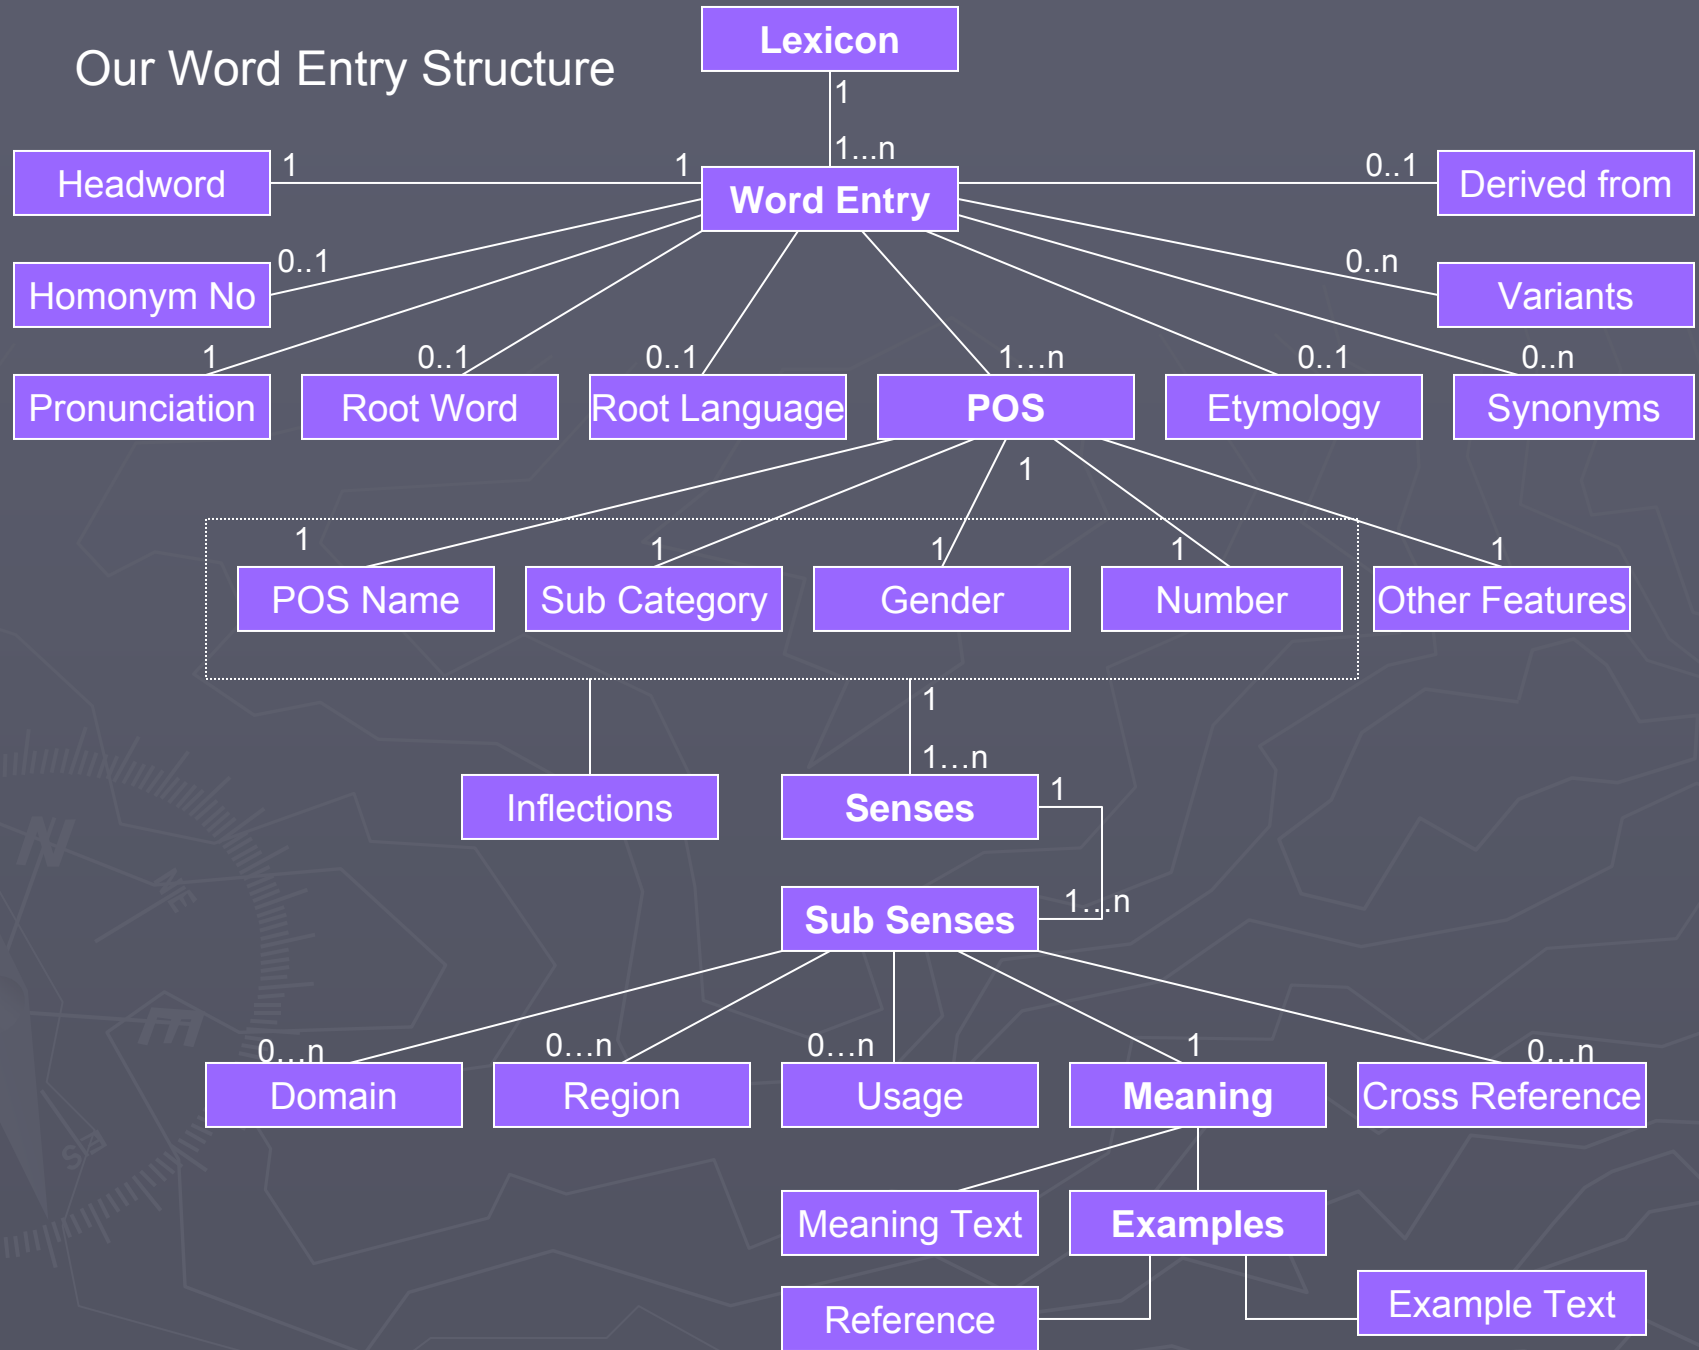 Lexicon
Our Word Entry Structure
1
1...n
Headword
1
1
Word Entry
0..1
Derived from
0..1
Homonym No
0..n
Variants
1
0..1
0..1
1…n
0..1
0..n
Pronunciation
Root Word
Root Language
POS
Etymology
Synonyms
1
1
1
1
1
1
POS Name
Sub Category
Gender
Number
Other Features
1
1…n
Inflections
Senses
1
Sub Senses
1…n
0…n
0…n
0…n
1
0…n
Domain
Region
Usage
Meaning
Cross Reference
Meaning Text
Examples
Reference
Example Text
N
NE
E
SE